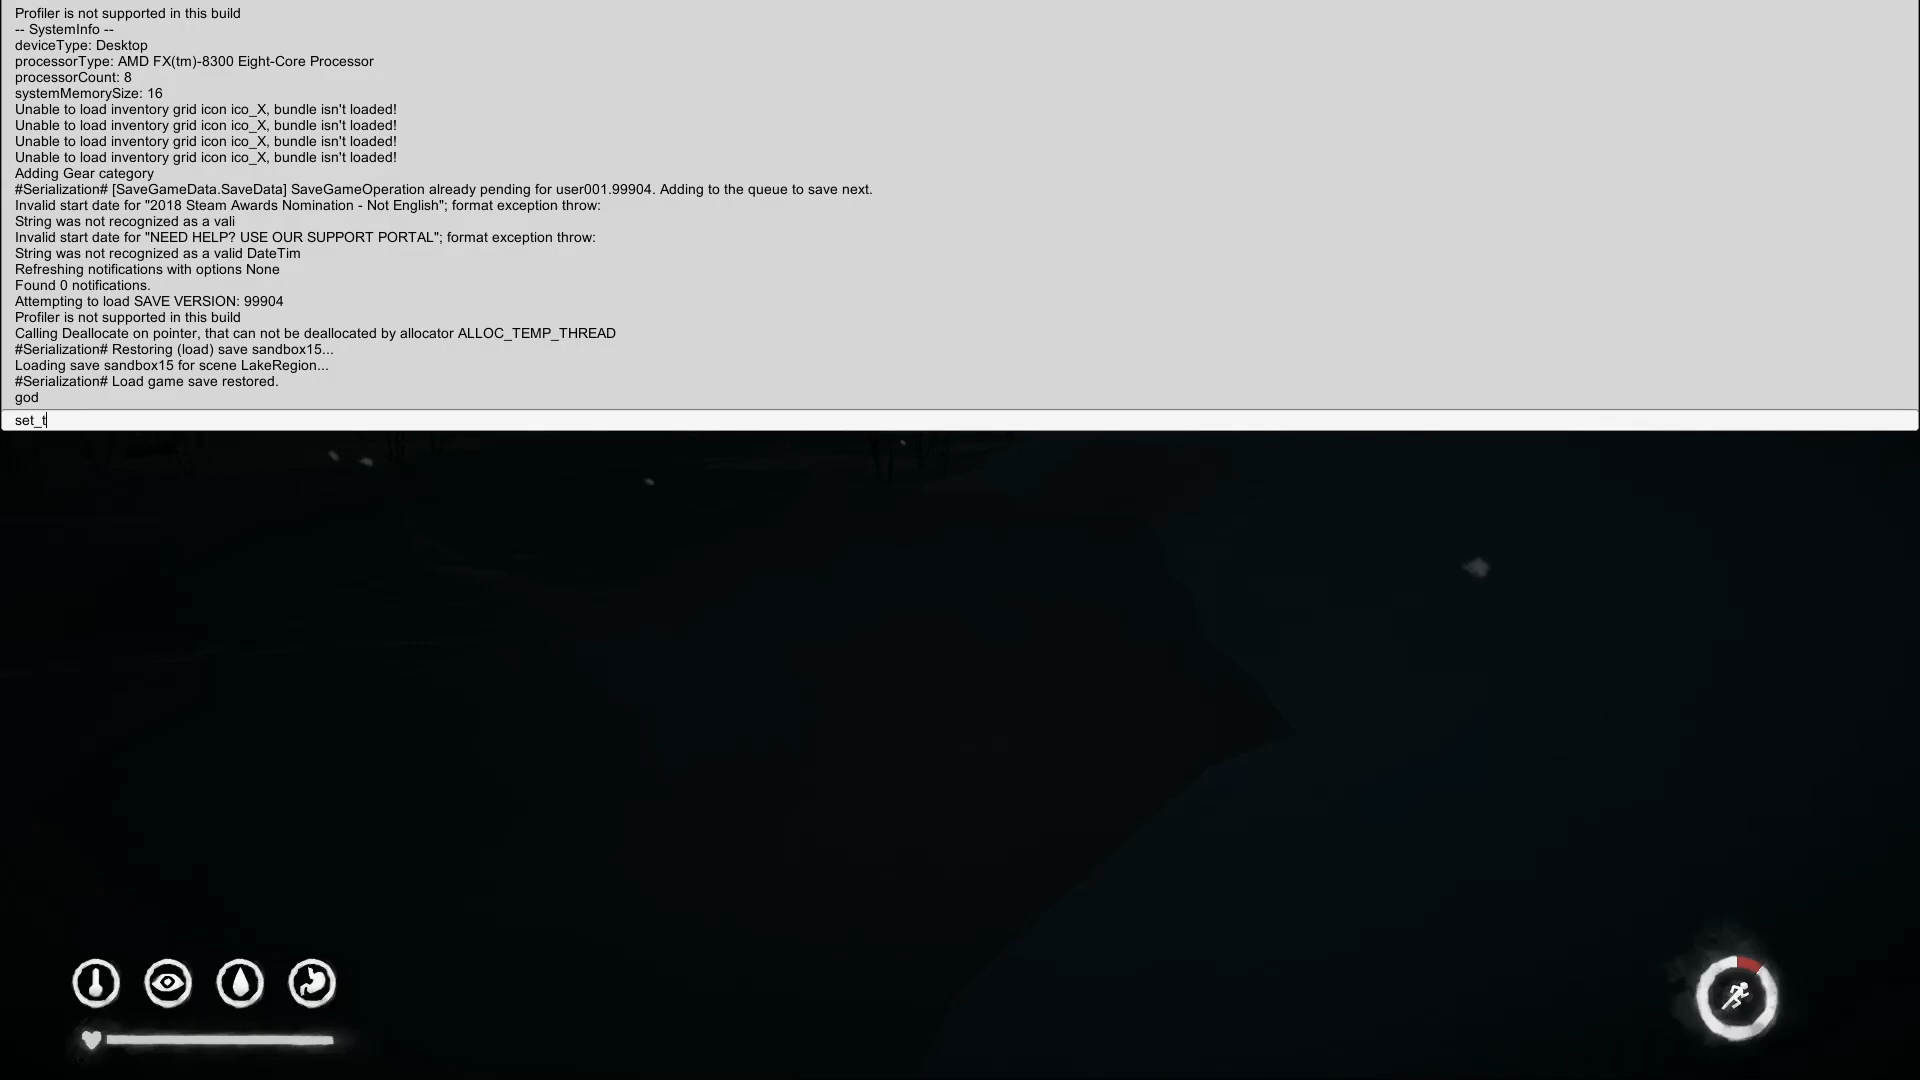 Profiler is not supported in this build
-- SystemInfo --
deviceType: Desktop
processorType: AMD FX(tm)-8300 Eight-Core Processor
processorCount: 8
systemMemorySize: 16
Unable to load inventory grid icon ico_X, bundle isn't loaded!
Unable to load inventory grid icon ico_X, bundle isn't loaded!
Unable to load inventory grid icon ico_X, bundle isn't loaded!
Unable to load inventory grid icon ico_X, bundle isn't loaded!
Adding Gear category
#Serialization# [SaveGameData.SaveData] SaveGameOperation already pending for user001.99904. Adding to the queue to save next.
Invalid start date for "2018 Steam Awards Nomination - Not English"; format exception throw:
String was not recognized as a vali
Invalid start date for "NEED HELP? USE OUR SUPPORT PORTAL"; format exception throw:
String was not recognized as a valid DateTim
Refreshing notifications with options None
Found 0 notifications.
Attempting to load SAVE VERSION: 99904
Profiler is not supported in this build
Calling Deallocate on pointer, that can not be deallocated by allocator ALLOC_TEMP_THREAD
#Serialization# Restoring (load) save sandbox15...
Loading save sandbox15 for scene LakeRegion...
#Serialization# Load game save restored.
god
set_t